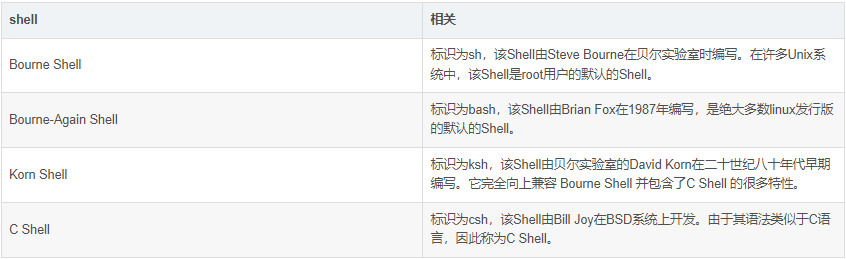 shell
相关
Bourne Shell
标识为sh，该Shell由Steve Bourne在贝尔实验室时编写。在许多Unix系
统中，该Shell是root用户的默认的Shell。
Bourne-Again Shell
标识为bash，该Shell由Brian Fox在1987年编写，是绝大多数linux发行版
的默认的Shell。
Korn Shell
标识为ksh，该Shell由贝尔实验室的David Korn在二十世纪八十年代早期
编写。它完全向上兼容 Bourne Shell 并包含了C Shell 的很多特性。
C Shell
标识为csh，该Shell由Bill Joy在BSD系统上开发。由于其语法类似于C语
言，因此称为C Shell。